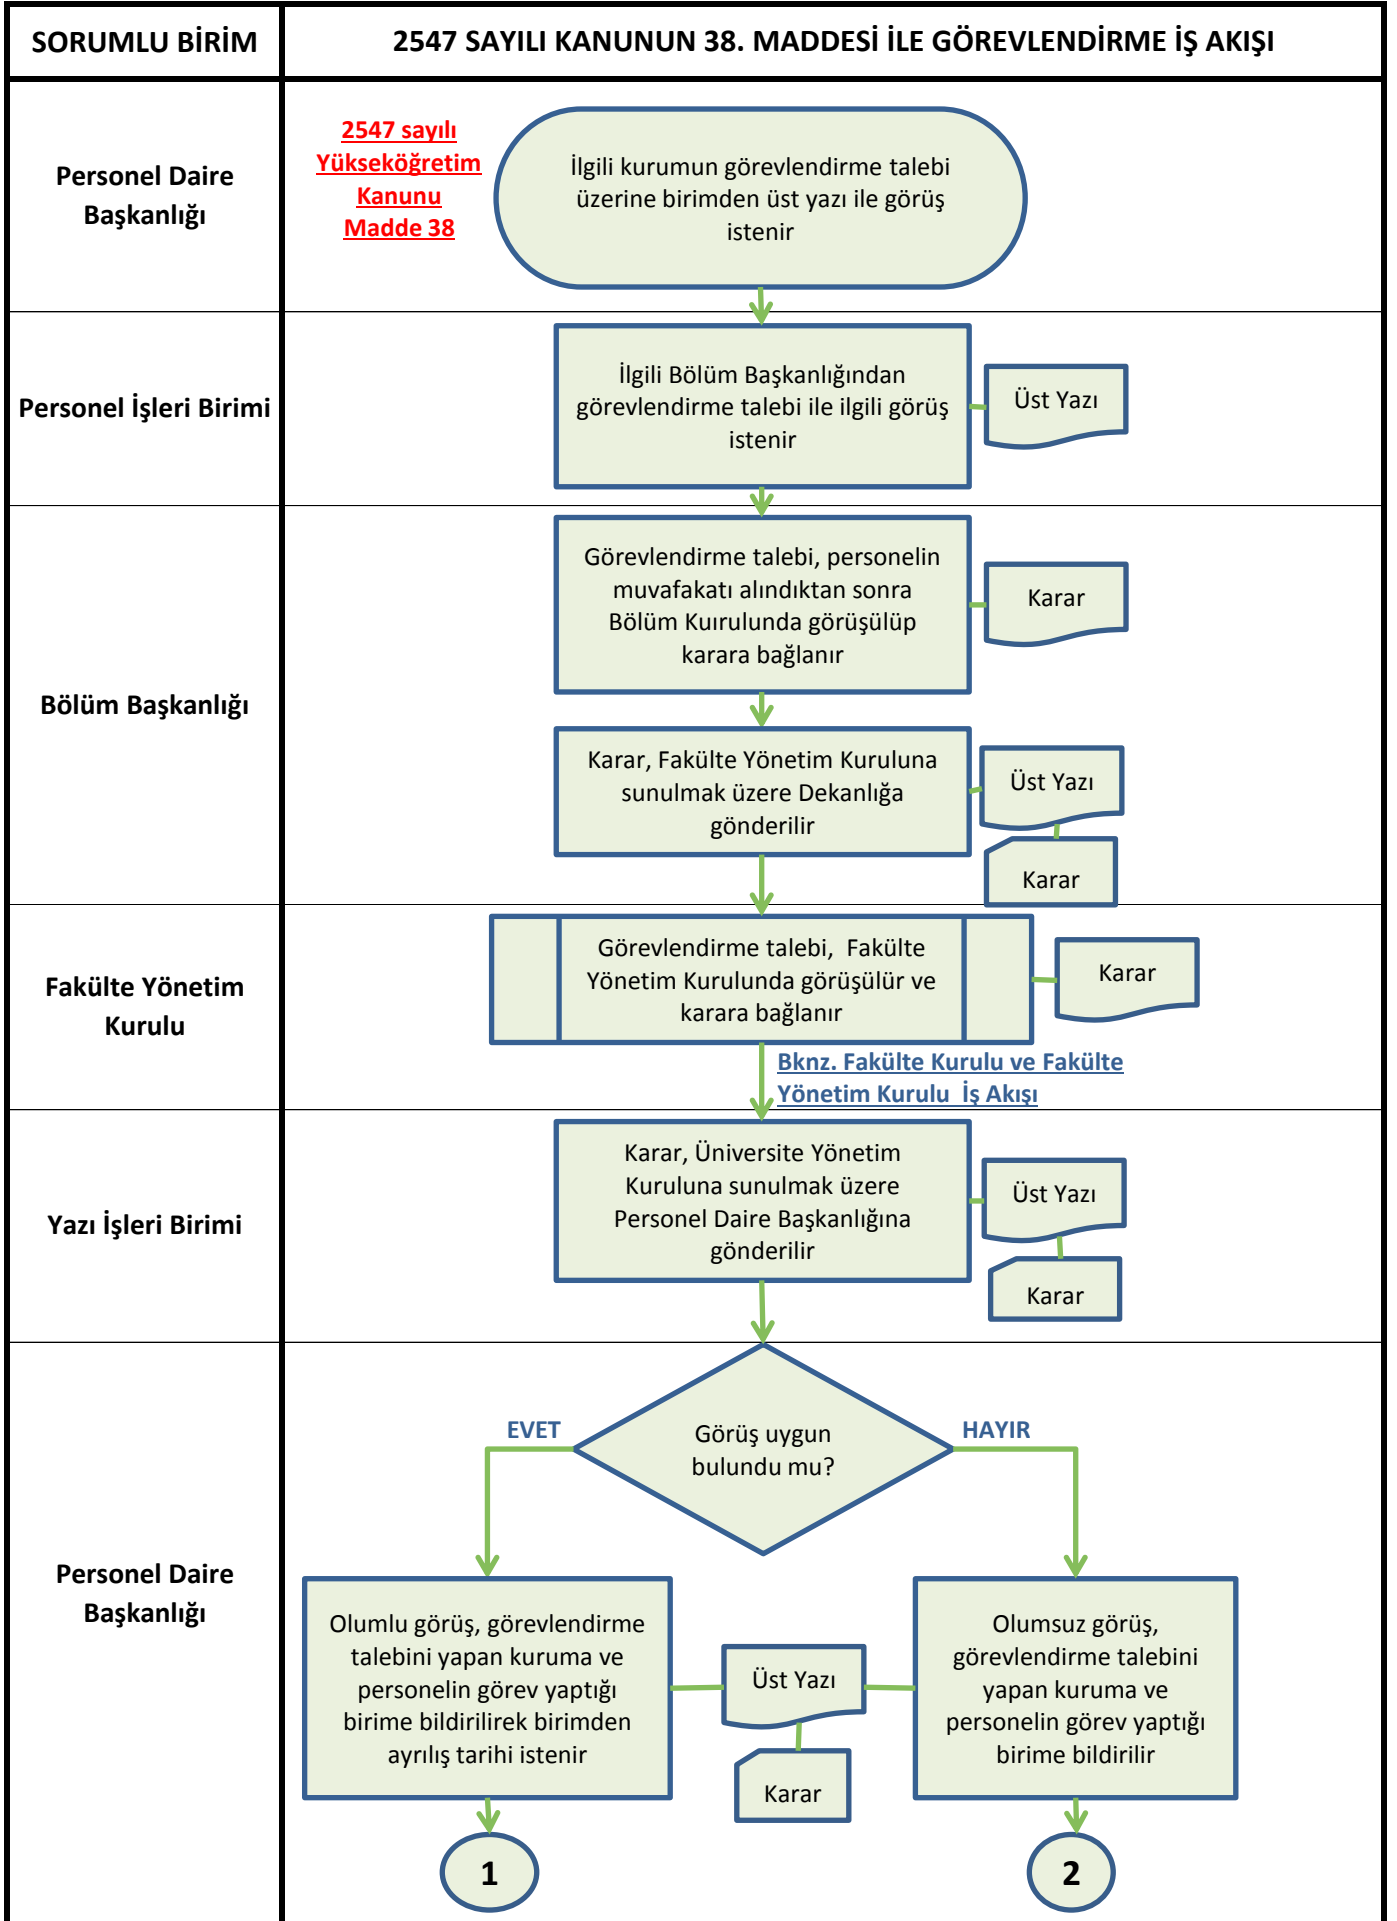 SORUMLU BİRİM
2547 SAYILI KANUNUN 38. MADDESİ İLE GÖREVLENDİRME İŞ AKIŞI
Personel Daire
Başkanlığı
2547 sayılı
Yükseköğretim
Kanunu
Madde 38
İlgili kurumun görevlendirme talebi
üzerine birimden üst yazı ile görüş
istenir
Personel İşleri Birimi
İlgili Bölüm Başkanlığından
görevlendirme talebi ile ilgili görüş
istenir
Üst Yazı
Bölüm Başkanlığı
Görevlendirme talebi, personelin
muvafakatı alındıktan sonra
Bölüm Kuırulunda görüşülüp
karara bağlanır
Karar
Karar, Fakülte Yönetim Kuruluna
sunulmak üzere Dekanlığa
gönderilir
Üst Yazı
Karar
Fakülte Yönetim
Kurulu
Görevlendirme talebi,  Fakülte
Yönetim Kurulunda görüşülür ve
karara bağlanır
Karar
Bknz. Fakülte Kurulu ve Fakülte
Yönetim Kurulu  İş Akışı
Yazı İşleri Birimi
Karar, Üniversite Yönetim
Kuruluna sunulmak üzere
Personel Daire Başkanlığına
gönderilir
Üst Yazı
Karar
Personel Daire
Başkanlığı
Görüş uygun
bulundu mu?
EVET
HAYIR
Olumlu görüş, görevlendirme
talebini yapan kuruma ve
personelin görev yaptığı
birime bildirilirek birimden
ayrılış tarihi istenir
Üst Yazı
Karar
Olumsuz görüş,
görevlendirme talebini
yapan kuruma ve
personelin görev yaptığı
birime bildirilir
1
2